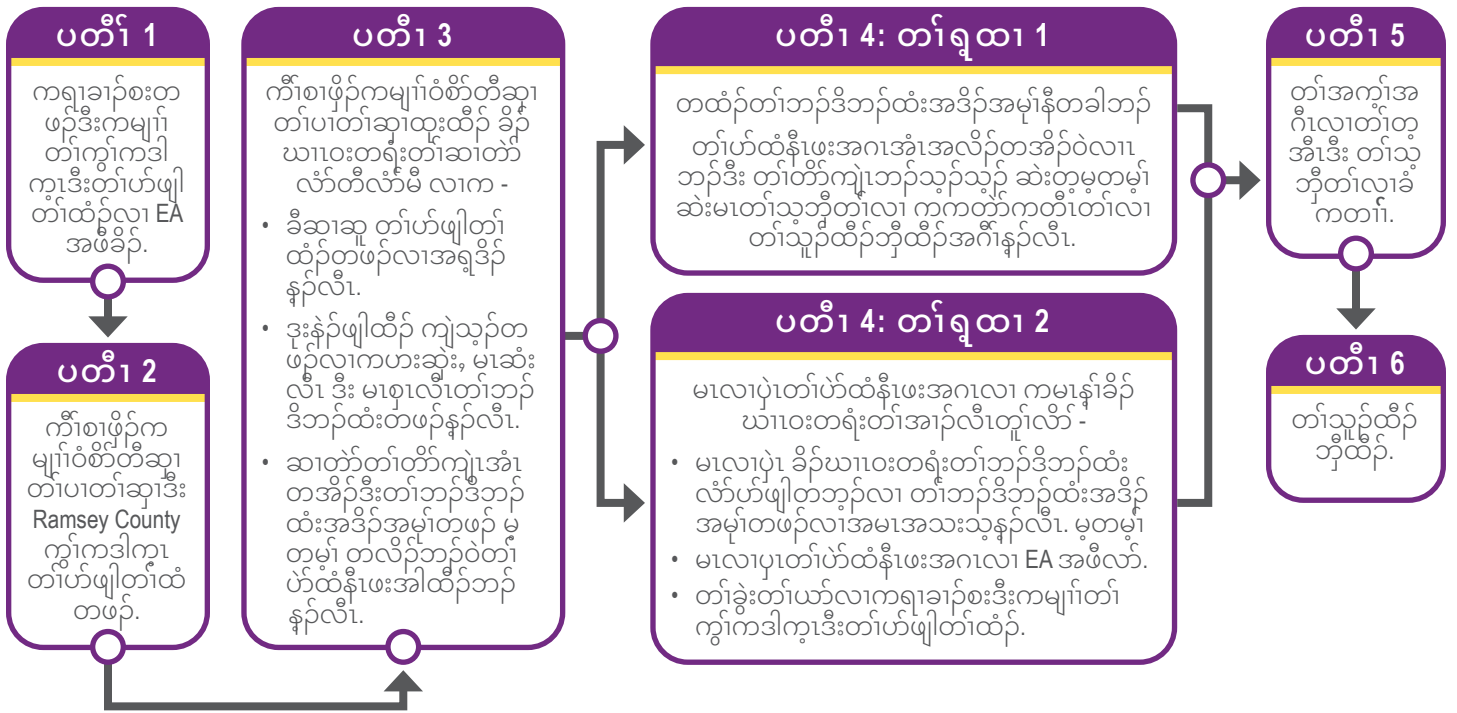 ပတီၢ် 1
ကရၢခၢၣ်စးတ
ဖၣ်ဒီးကမျၢၢ်
တၢ်ကွၢ်ကဒါ
က့ၤဒီးတၢ်ပာ်ဖျါ
တၢ်ထံၣ်လၢ EA
အဖီခိၣ်.
ပတီၢ 2
ကီၢ်စၢဖှိၣ်က
မျၢၢ်ဝံစိာ်တီဆှၢ
တၢ်ပၢတၢ်ဆှၢဒီး
Ramsey County
ကွၢ်ကဒါက့ၤ
တၢ်ပာ်ဖျါတၢ်ထံ
တဖၣ်.
ပတီၢ 3
ကီၢ်စၢဖှိၣ်ကမျၢၢ်ဝံစိာ်တီဆှၢ
တၢ်ပၢတၢ်ဆှၢထုးထီၣ် ခိၣ်
ဃၢၤဝးတရံးတၢ်ဆၢတဲာ်
လံာ်တီလံာ်မီ လၢက -
• ခီဆၢဆူ တၢ်ပာ်ဖျါတၢ်
ထံၣ်တဖၣ်လၢအရ့ဒိၣ်
န့ၣ်လီၤ.
• ဒုးနဲၣ်ဖျါထီၣ် ကျဲသ့ၣ်တ
ဖၣ်လၢကဟးဆှဲး, မၤဆံး
လီၤ ဒီး မၤစှၤလီၤတၢ်ဘၣ်
ဒိဘၣ်ထံးတဖၣ်န့ၣ်လီၤ.
• ဆၢတဲာ်တၢ်တိာ်ကျဲၤအံၤ
တအိၣ်ဒီးတၢ်ဘၣ်ဒိဘၣ်
ထံးအဒိၣ်အမုၢ်တဖၣ် မ့
တမ့ၢ် တလိၣ်ဘၣ်ဝဲတၢ်
ပဲာ်ထံနီၤဖးအါထီၣ်ဘၣ်
န့ၣ်လီၤ.
ပတီၢ 4: တၢ်ရ့ထၢ 1
တထံၣ်တၢ်ဘၣ်ဒိဘၣ်ထံးအဒိၣ်အမုၢ်နီတခါဘၣ်
တၢ်ပာ်ထံနီၤဖးအဂၤအံၤအလိၣ်တအိၣ်ဝဲလၢၤ
ဘၣ်ဒီး တၢ်တိာ်ကျဲၤဘၣ်သ့ၣ်သ့ၣ် ဆဲးတ့မ့တမ့ၢ်
ဆဲးမၤတၢ်သ့ဘှီတၢ်လၢ ကကတဲာ်ကတီၤတၢ်လၢ
တၢ်သူၣ်ထီၣ်ဘှီထီၣ်အဂီၢ်န့ၣ်လီၤ.
ပတီၢ 4: တၢ်ရ့ထၢ 2
မၤလၢပှဲၤတၢ်ပဲာ်ထံနီၤဖးအဂၤလၢ ကမၤန့ၢ်ခိၣ်
ဃၢၤဝးတရံးတၢ်အၢၣ်လီၤတူၢ်လိာ် -
• မၤလၢပှဲၤ ခိၣ်ဃၢၤဝးတရံးတၢ်ဘၣ်ဒိဘၣ်ထံး
လံာ်ပာ်ဖျါတဘ့ၣ်လၢ တၢ်ဘၣ်ဒိဘၣ်ထံးအဒိၣ်
အမုၢ်တဖၣ်လၢအမၤအသးသ့န့ၣ်လီၤ. မ့တမ့ၢ်
• မၤလၢပှၤတၢ်ပဲာ်ထံနီၤဖးအဂၤလၢ EA အဖီလာ်.
• တၢ်ခွဲးတၢ်ယာ်လၢကရၢခၢၣ်စးဒီးကမျၢၢ်တၢ်
ကွၢ်ကဒါက့ၤဒီးတၢ်ပာ်ဖျါတၢ်ထံၣ်.
ပတီၢ 5
တၢ်အက့ၢ်အ
ဂီၤလၢတၢ်တ့
အီၤဒီး တၢ်သ့
ဘှီတၢ်လၢခံ
ကတၢၢ်.
ပတီၢ 6
တၢ်သူၣ်ထီၣ်
ဘှီထီၣ်.